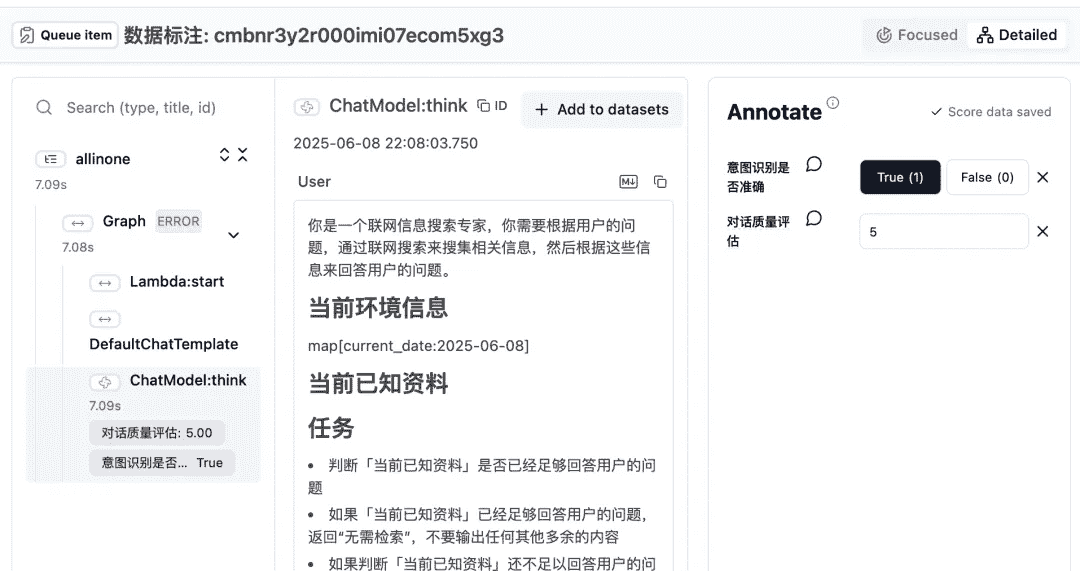 Queue item 数据标注: cmbnr3y2r000imi07ecom5xg3
Focused Detailed
Search (type, title, id)
allinone
7.09s
Graph ERROR
7.08s
Lambda:start
DefaultChatTemplate
ChatModel:think
7.09s
对话质量评估: 5.00
意图识别是否... True
ChatModel:think ID
+ Add to datasets
2025-06-08 22:08:03.750
User
M↓
你是一个联网信息搜索专家，你需要根据用户的问
题，通过联网搜索来搜集相关信息，然后根据这些信
息来回答用户的问题。
当前环境信息
map[current_date:2025-06-08]
当前已知资料
任务
• 判断「当前已知资料」是否已经足够回答用户的问
题
• 如果「当前已知资料」已经足够回答用户的问题，
返回“无需检索”，不要输出任何其他多余的内容
• 如果判断「当前已知资料」还不足以回答用户的问
Annotate
Score data saved
意图识别是
否准确
True (1) False (0)
对话质量评
估
5